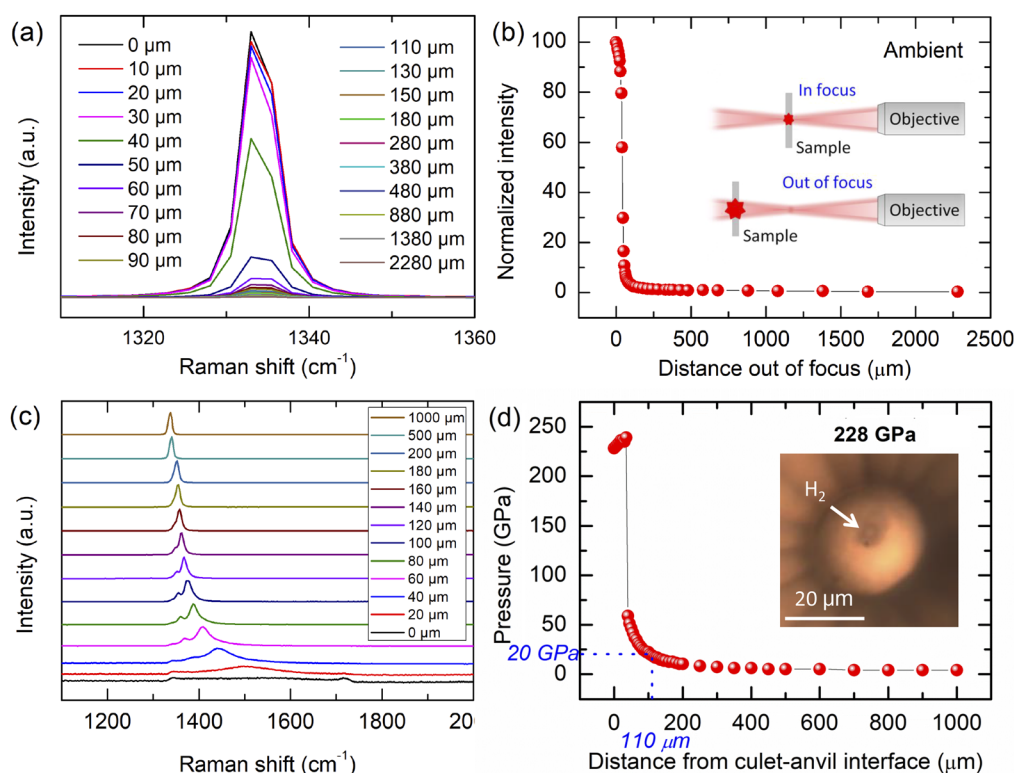 (a)
0 μm
10 μm
20 μm
30 μm
40 μm
50 μm
60 μm
70 μm
80 μm
90 μm
110 μm
130 μm
150 μm
180 μm
280 μm
380 μm
480 μm
880 μm
1380 μm
2280 μm
Intensity (a.u.)
1320 1340 1360
Raman shift (cm⁻¹)
(b)
Ambient
In focus
Objective
Sample
Out of focus
Objective
Sample
Normalized intensity
100
80
60
40
20
0
0 500 1000 1500 2000 2500
Distance out of focus (μm)
(c)
1000 μm
500 μm
200 μm
180 μm
160 μm
140 μm
120 μm
100 μm
80 μm
60 μm
40 μm
20 μm
0 μm
Intensity (a.u.)
1200 1400 1600 1800 20
Raman shift (cm⁻¹)
(d)
228 GPa
H₂
20 μm
Pressure (GPa)
250
200
150
100
50
0
20 GPa
110 μm
0 200 400 600 800 1000
Distance from culet-anvil interface (μm)